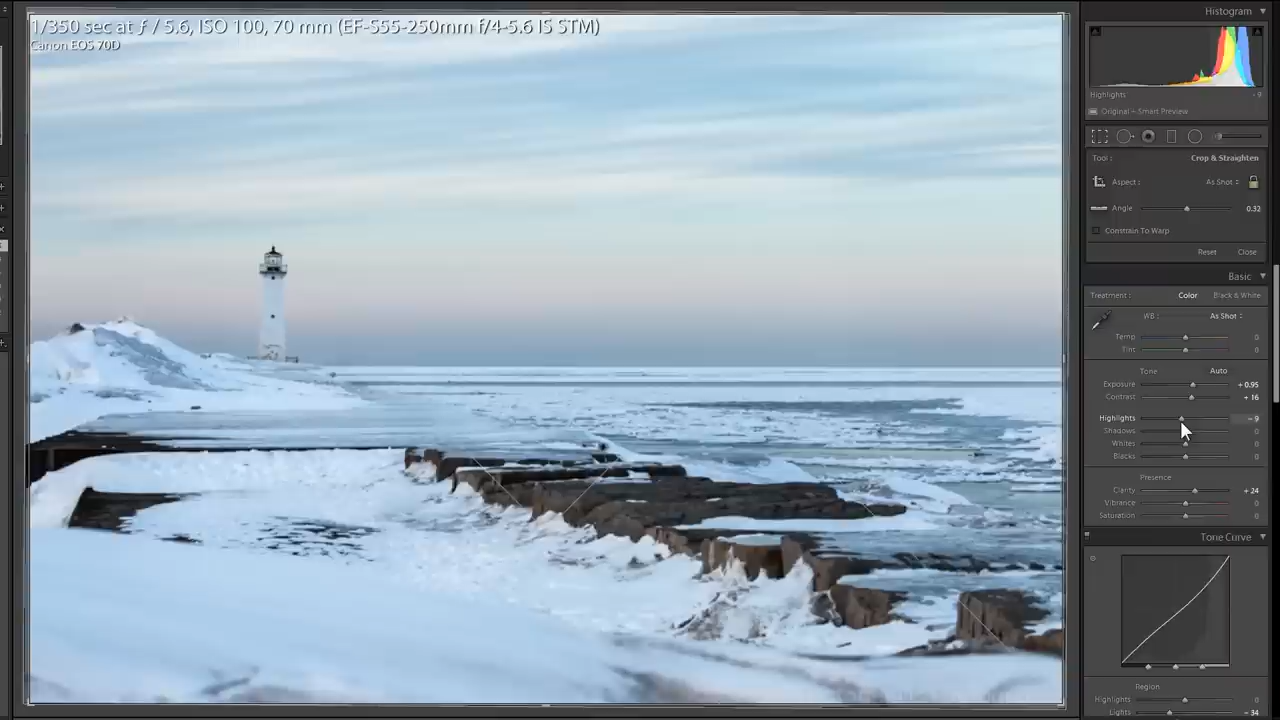 1/350 sec at ƒ / 5.6, ISO 100, 70 mm (EF-S55-250mm f/4-5.6 IS STM)
Canon EOS 70D
Histogram
Highlights - 9
Original - Smart Preview
Tool : Crop & Straighten
Aspect : As Shot
Angle 0.32
Constrain To Warp
Reset Close
Basic
Treatment : Color Black & White
WB : As Shot
Temp 0
Tint 0
Tone Auto
Exposure + 0.95
Contrast + 16
Highlights - 9
Shadows 0
Whites 0
Blacks 0
Presence
Clarity + 24
Vibrance 0
Saturation 0
Tone Curve
Region
Highlights 0
Lights - 34